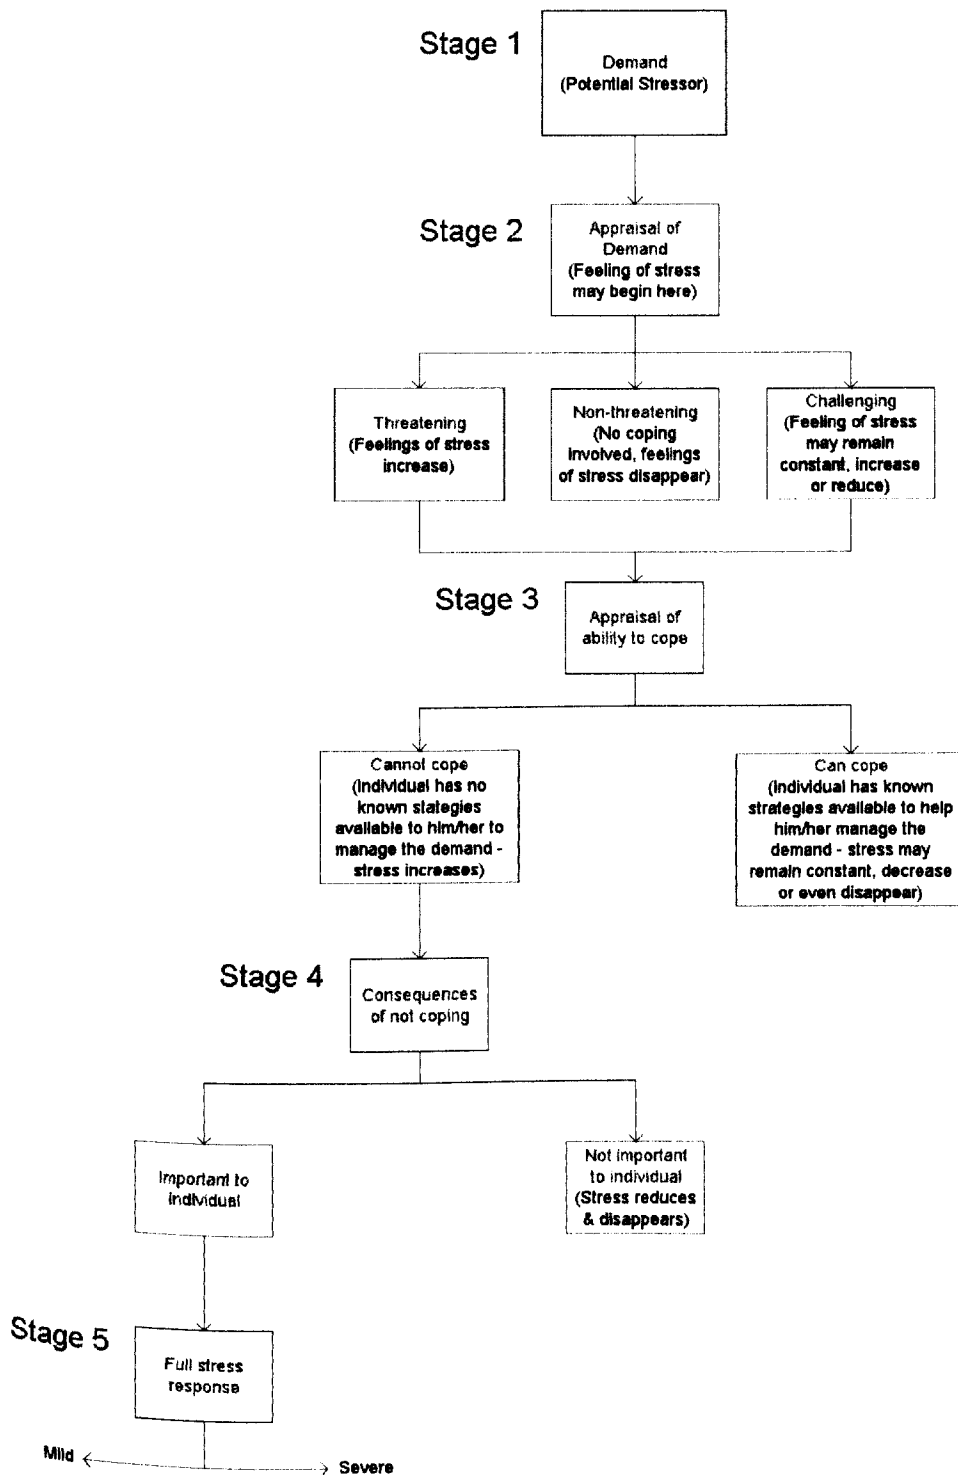 Stage 1
Demand
(Potential Stressor)
Stage 2
Appraisal of
Demand
(Feeling of stress
may begin here)
Threatening
(Feelings of stress
increase)
Non-threatening
(No coping
involved, feelings
of stress disappear)
Challenging
(Feeling of stress
may remain
constant, increase
or reduce)
Stage 3
Appraisal of
ability to cope
Cannot cope
(Individual has no
known stategies
available to him/her to
manage the demand -
stress increases)
Can cope
(Individual has known
strategies available to help
him/her manage the
demand - stress may
remain constant, decrease
or even disappear)
Stage 4
Consequences
of not coping
Important to
individual
Not important
to individual
(Stress reduces
& disappears)
Stage 5
Full stress
response
Mild
Severe